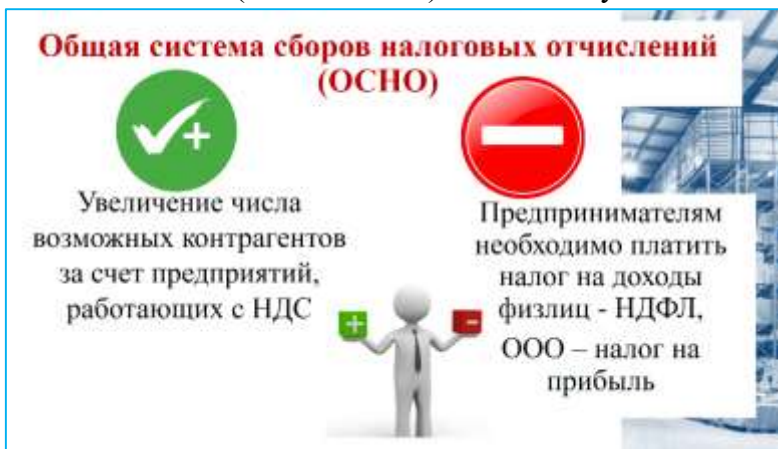 Общая система сборов налоговых отчислений
(ОСНО)
Увеличение числа
возможных контрагентов
за счет предприятий,
работающих с НДС
Предпринимателям
необходимо платить
налог на доходы
физлиц - НДФЛ,
ООО – налог на
прибыль